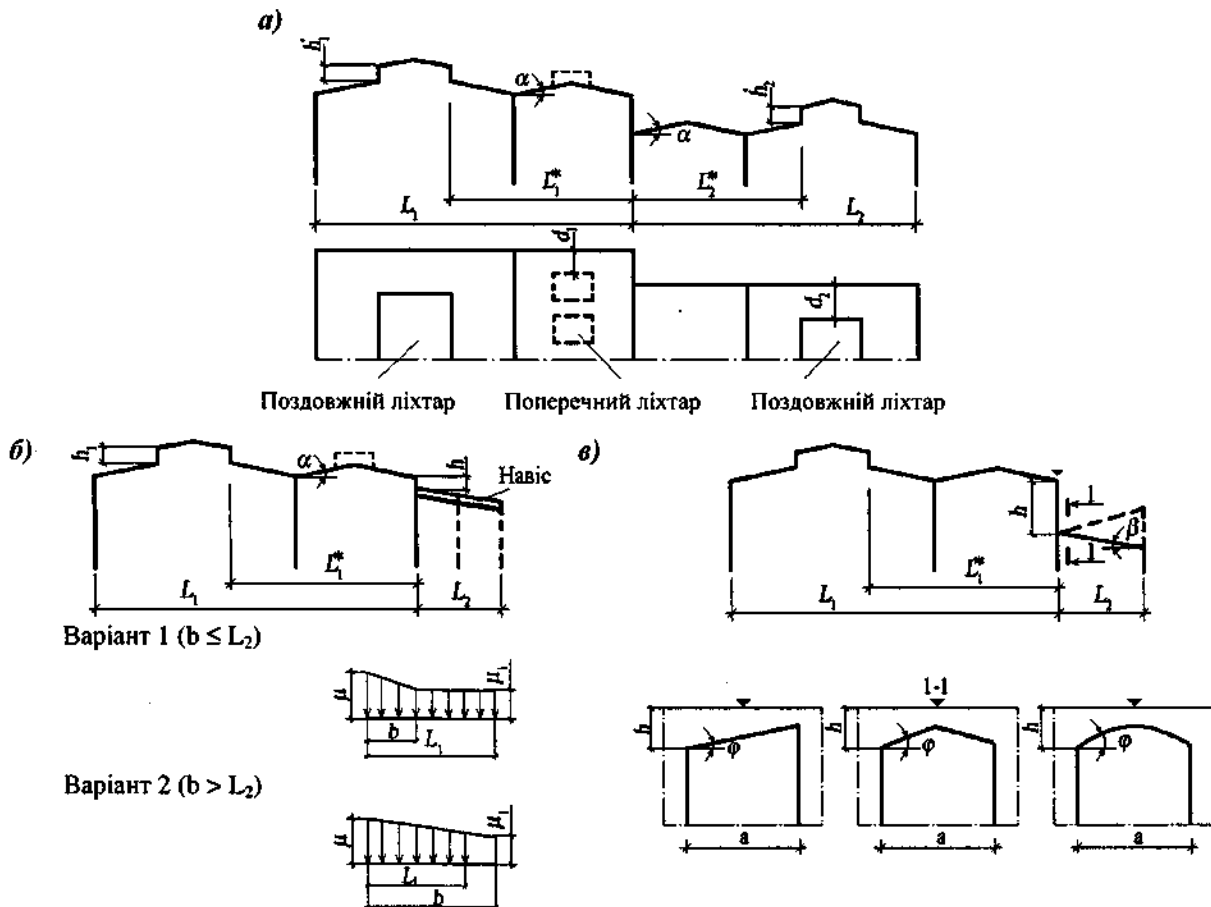 а)
h₁
α
h₂
α
L₁*
L₂*
L₁
L₂
d₁
d₂
Поздовжній ліхтар
Поперечний ліхтар
Поздовжній ліхтар
б)
h₁
α
h
Навіс
L₁*
L₁
L₂
Варіант 1 (b ≤ L₂)
μ
μ₁
b
L₁
Варіант 2 (b > L₂)
μ
μ₁
L₁
b
в)
h
1
β
1
L₁*
L₁
L₂
1-1
h
φ
h
φ
h
φ
a
a
a